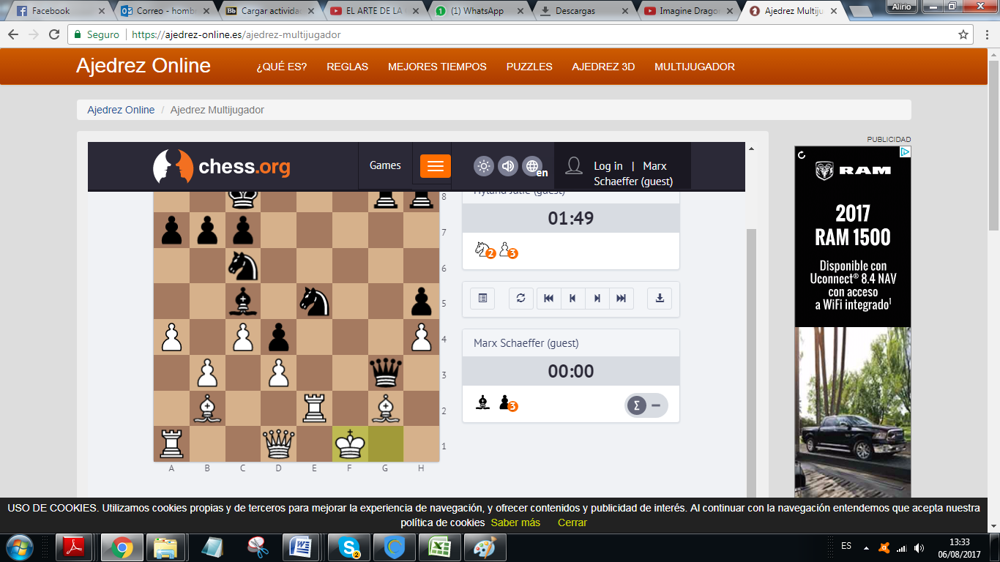 Facebook
Correo - homb
Cargar activida
EL ARTE DE LA
(1) WhatsApp
Descargas
Imagine Drago
Ajedrez Multiju
Alirio
Seguro
https://ajedrez-online.es/ajedrez-multijugador
Ajedrez Online
¿QUÉ ES?
REGLAS
MEJORES TIEMPOS
PUZZLES
AJEDREZ 3D
MULTIJUGADOR
Ajedrez Online / Ajedrez Multijugador
PUBLICIDAD
chess.org
Games
en
Log in | Marx
Schaeffer (guest)
8
7
6
5
4
3
2
1
A B C D E F G H
Hyland Julie (guest)
01:49
2 3
Marx Schaeffer (guest)
00:00
3
Σ
RAM
2017
RAM 1500
Disponible con
Uconnect® 8.4 NAV
con acceso
a WiFi integrado1
USO DE COOKIES. Utilizamos cookies propias y de terceros para mejorar la experiencia de navegación, y ofrecer contenidos y publicidad de interés. Al continuar con la navegación entendemos que acepta nuestra
política de cookies Saber más Cerrar
2
ES
13:33
06/08/2017